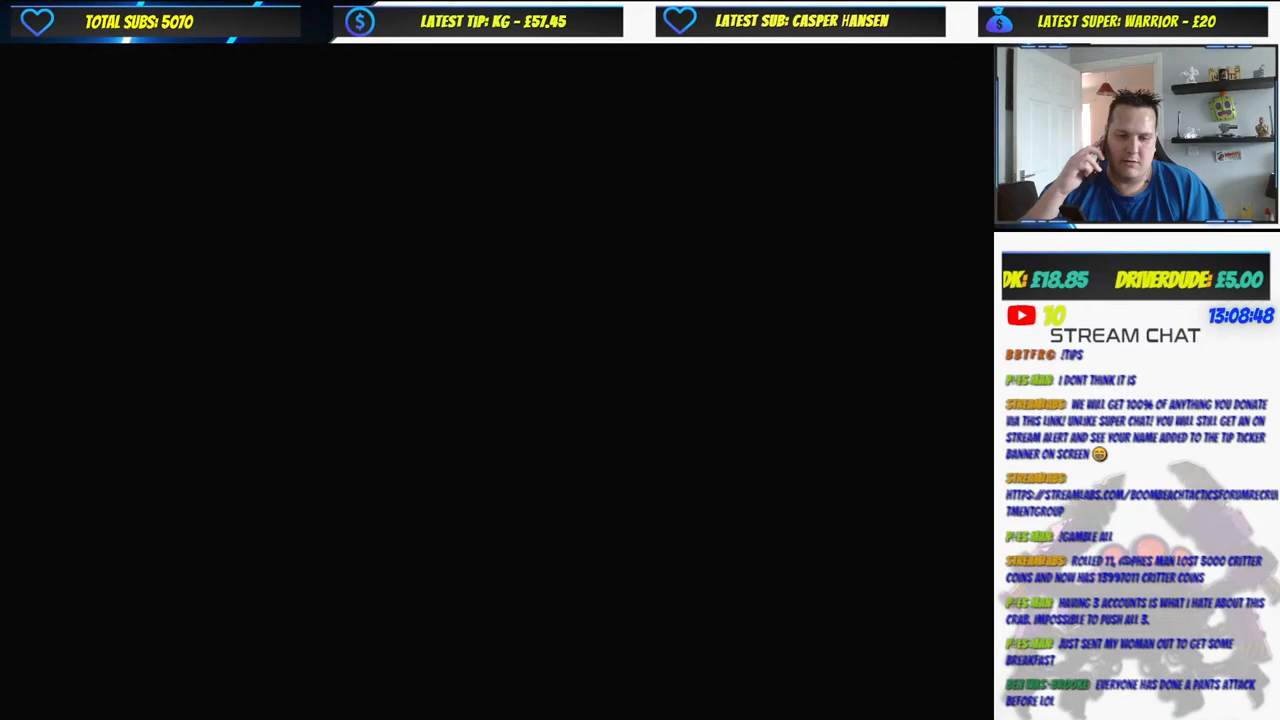 TOTAL SUBS: 5070
LATEST TIP: KG - £57.45
LATEST SUB: CASPER HANSEN
LATEST SUPER: WARRIOR - £20
DK: £18.85 DRIVERDUDE: £5.00
10
13:08:48
STREAM CHAT
BBTFRG: !TIPS
I DONT THINK IT IS
STREAMLABS: WE WILL GET 100% OF ANYTHING YOU DONATE
VIA THIS LINK! UNLIKE SUPER CHAT! YOU WILL STILL GET AN ON
STREAM ALERT AND SEE YOUR NAME ADDED TO THE TIP TICKER
BANNER ON SCREEN 😁
STREAMLABS:
HTTPS://STREAMLABS.COM/BOOMBEACHTACTICSFORUMRECRUI
TMENTGROUP
!GAMBLE ALL
STREAMLABS: ROLLED 11, MAN LOST 5000 CRITTER
COINS AND NOW HAS 13997011 CRITTER COINS
HAVING 3 ACCOUNTS IS WHAT I HATE ABOUT THIS
CRAB. IMPOSSIBLE TO PUSH ALL 3.
JUST SENT MY WOMAN OUT TO GET SOME
BREAKFAST
EVERYONE HAS DONE A PANTS ATTACK
BEFORE LOL